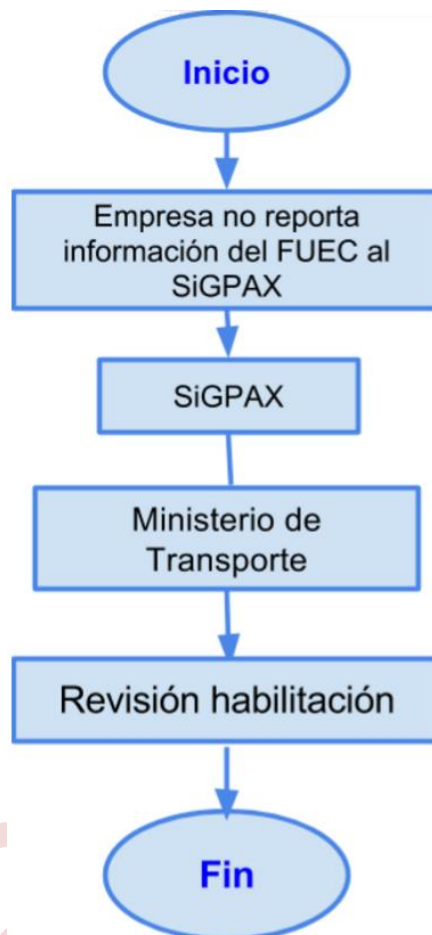 Inicio
Empresa no reporta
información del FUEC al
SiGPAX
SiGPAX
Ministerio de
Transporte
Revisión habilitación
Fin